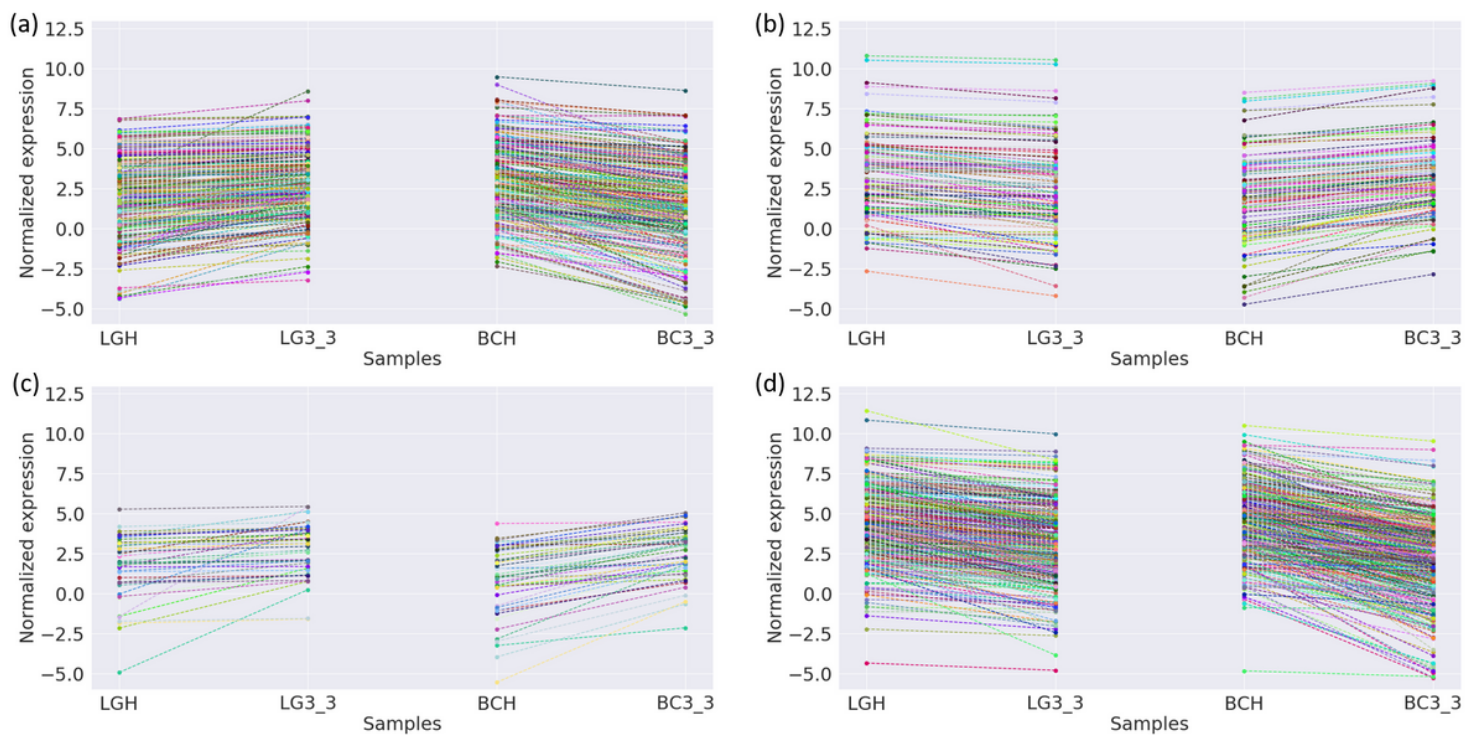 (a)
Normalized expression
12.5
10.0
7.5
5.0
2.5
0.0
−2.5
−5.0
LGH
LG3_3
BCH
BC3_3
Samples
(b)
Normalized expression
12.5
10.0
7.5
5.0
2.5
0.0
−2.5
−5.0
LGH
LG3_3
BCH
BC3_3
Samples
(c)
Normalized expression
12.5
10.0
7.5
5.0
2.5
0.0
−2.5
−5.0
LGH
LG3_3
BCH
BC3_3
Samples
(d)
Normalized expression
12.5
10.0
7.5
5.0
2.5
0.0
−2.5
−5.0
LGH
LG3_3
BCH
BC3_3
Samples